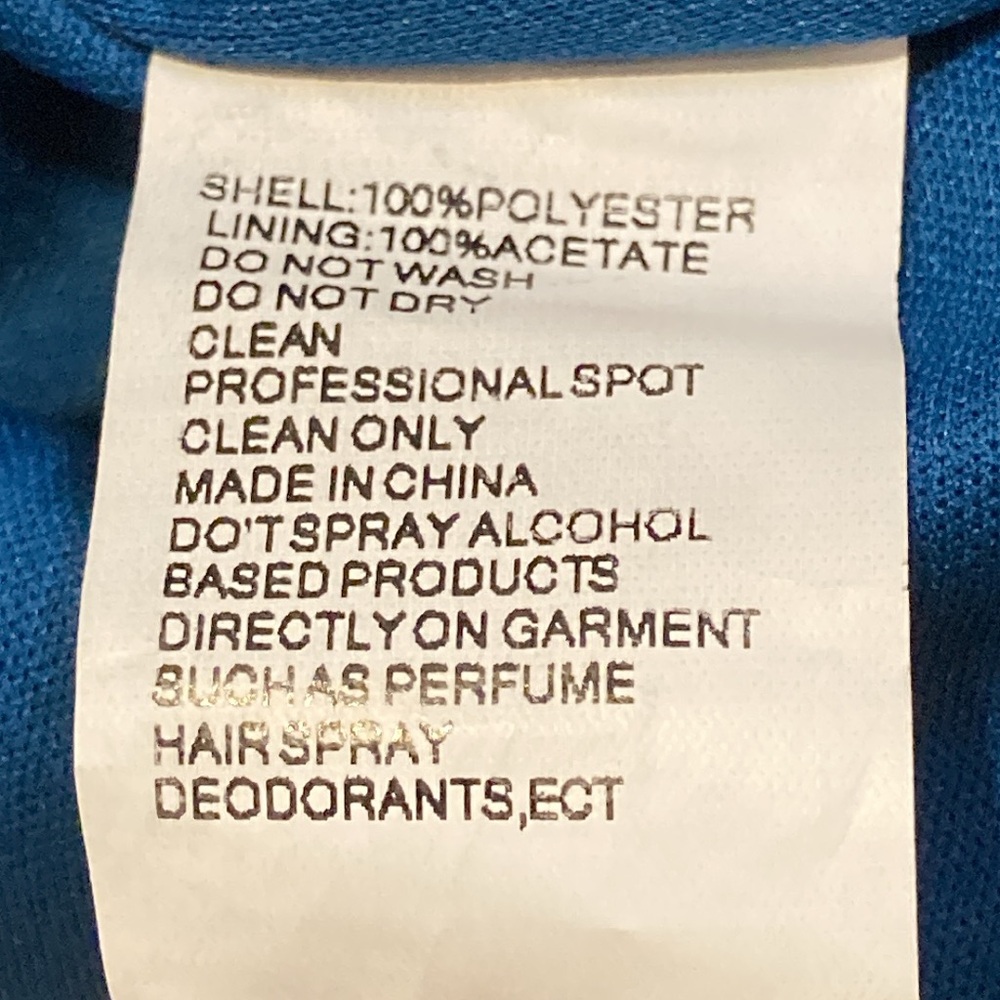 SHELL:100%POLYESTER
LINING:100%ACETATE
DO NOT WASH
DO NOT DRY
CLEAN
PROFESSIONAL SPOT
CLEAN ONLY
MADE IN CHINA
DO'T SPRAY ALCOHOL
BASED PRODUCTS
DIRECTLY ON GARMENT
SUCH AS PERFUME
HAIR SPRAY
DEODORANTS,ECT